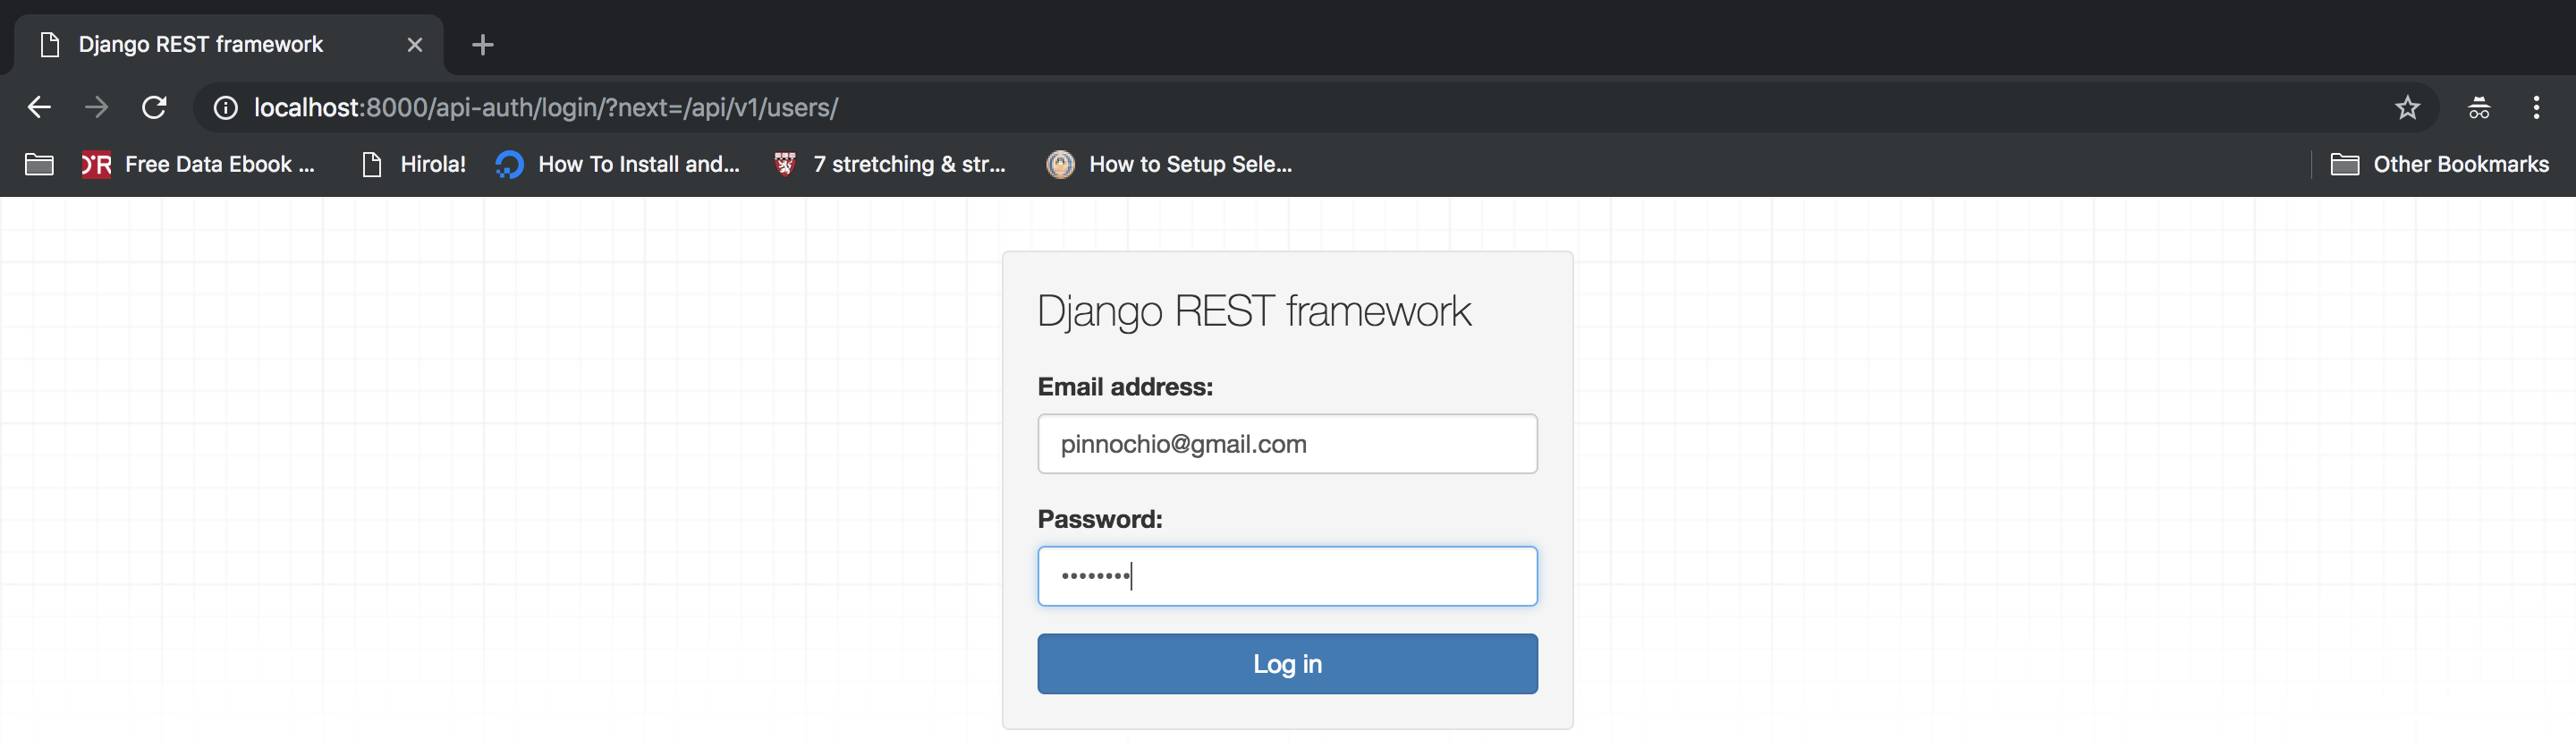 Django REST framework
localhost:8000/api-auth/login/?next=/api/v1/users/
Free Data Ebook ... Hirola! How To Install and... 7 stretching & str... How to Setup Sele... Other Bookmarks
Django REST framework
Email address:
pinnochio@gmail.com
Password:
••••••••
Log in